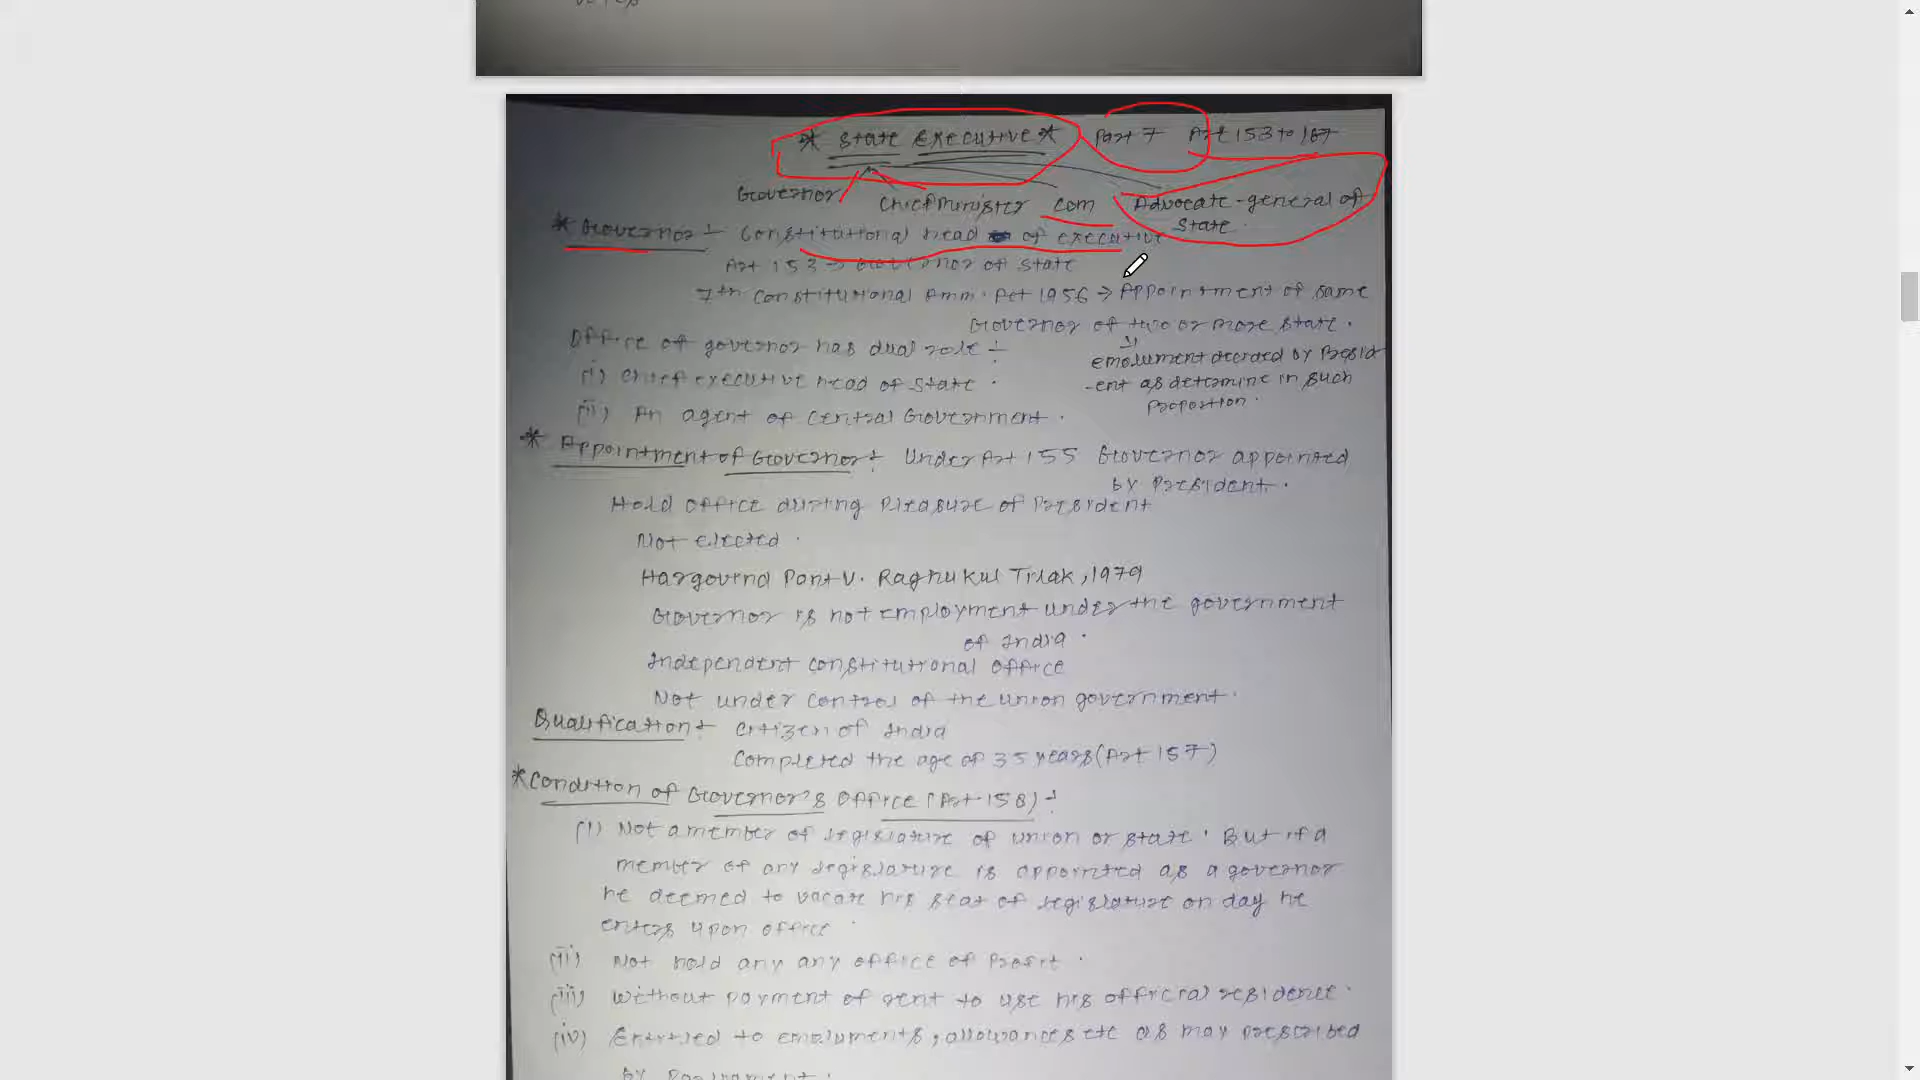 * State Executive * Part 7 Art 153 to 167
Governor Chief Minister Com Advocate-general of
State
* Governor - Constitutional head of executive
Art 153 → Governor of State
7th Constitutional Amm. Act 1956 → Appointment of same
Governor of two or more State.
Office of governor has dual role -
emolument decided by Presid
(i) chief executive head of State.
-ent as determine in such
proportion.
(ii) An agent of Central Government.
* Appointment of Governor - Under Art 155 Governor appointed
by President.
Hold office during pleasure of President
Not elected.
Hargovind Pant V. Raghukul Tilak, 1979
Governor is not employment under the government
of India.
Independent constitutional office
Not under control of the union government.
Qualification - citizen of India
Completed the age of 35 years (Art 157)
* Condition of Governor's Office (Art-158) -
(i) Not a member of legislature of union or state. But if a
member of any legislature is appointed as a governor
he deemed to vacate his seat of legislature on day he
enters upon office.
(ii) Not hold any any office of profit.
(iii) Without payment of rent to use his official residence.
(iv) Entitled to emoluments, allowances etc as may prescribed
by Parliament.